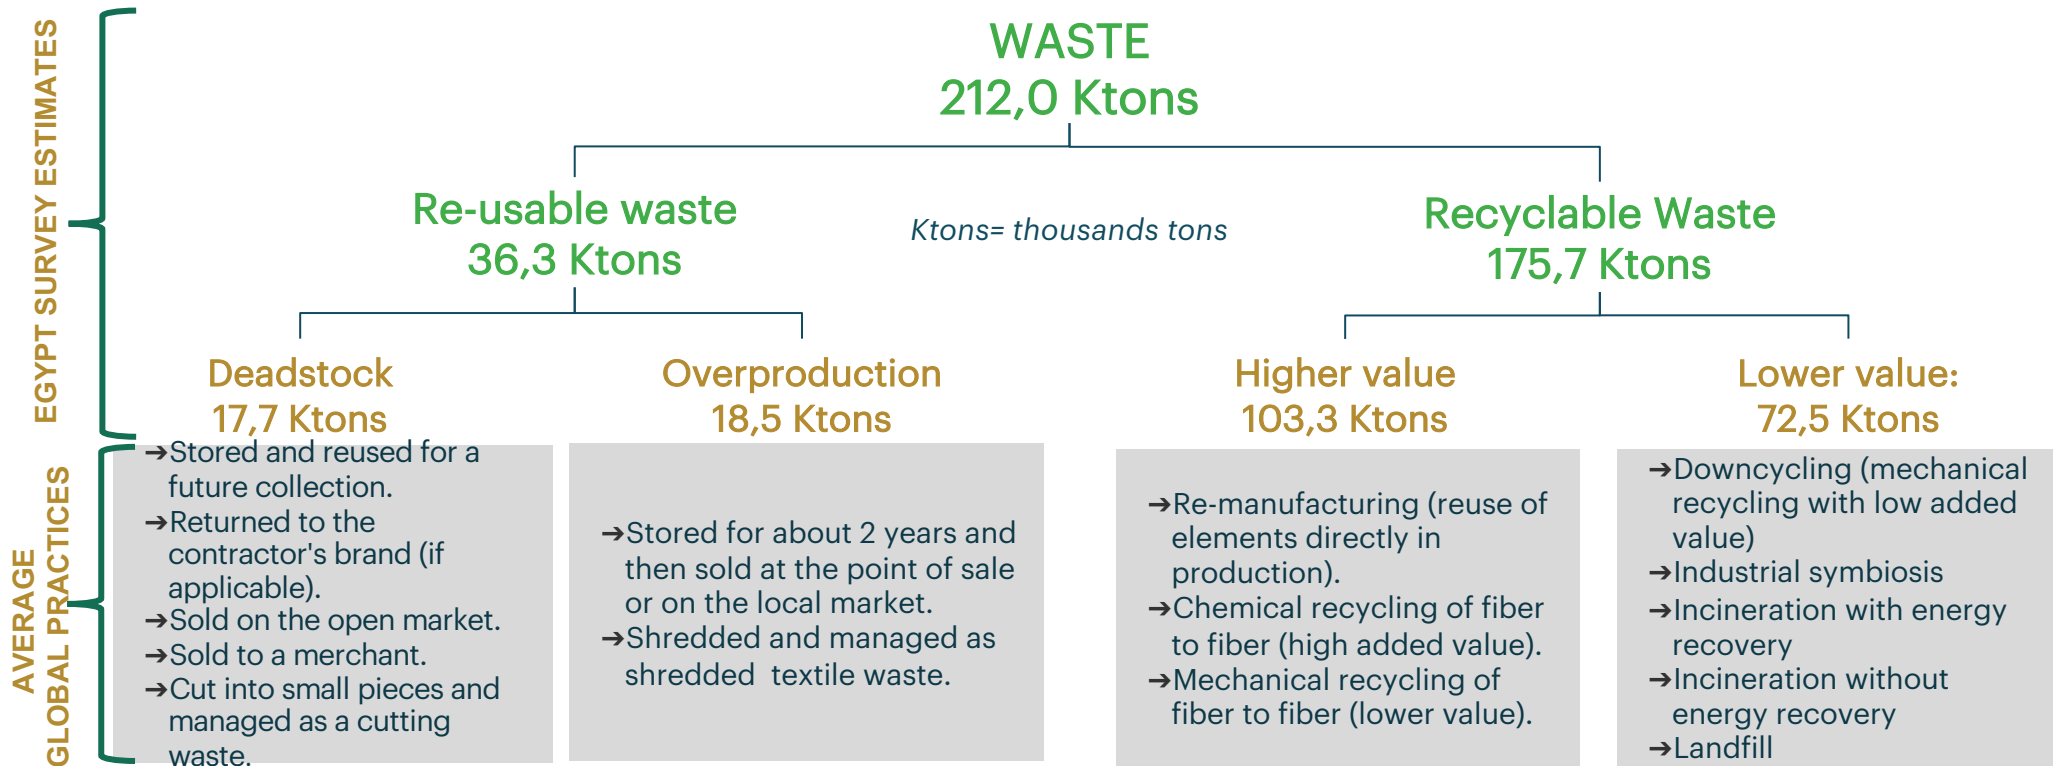 EGYPT SURVEY ESTIMATES
WASTE
212,0 Ktons
Re-usable waste
36,3 Ktons
Ktons= thousands tons
Recyclable Waste
175,7 Ktons
Deadstock
17,7 Ktons
Overproduction
18,5 Ktons
Higher value
103,3 Ktons
Lower value:
72,5 Ktons
AVERAGE
GLOBAL PRACTICES
➔Stored and reused for a
future collection.
➔Returned to the
contractor's brand (if
applicable).
➔Sold on the open market.
➔Sold to a merchant.
➔Cut into small pieces and
managed as a cutting
waste.
➔Stored for about 2 years and
then sold at the point of sale
or on the local market.
➔Shredded and managed as
shredded  textile waste.
➔Re-manufacturing (reuse of
elements directly in
production).
➔Chemical recycling of fiber
to fiber (high added value).
➔Mechanical recycling of
fiber to fiber (lower value).
➔Downcycling (mechanical
recycling with low added
value)
➔Industrial symbiosis
➔Incineration with energy
recovery
➔Incineration without
energy recovery
➔Landfill